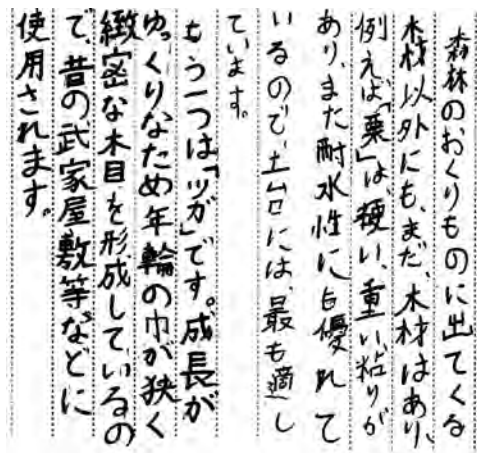 森林のおくりものに出てくる
木材以外にも、まだ、木材はあり、
例えば「栗」は、硬い、重い、粘りが
あり、また耐水性にも優れて
いるので、土台には、最も適し
ています。
もう一つは「ツガ」です。成長が
ゆっくりなため年輪の巾が狭く
緻密な木目を形成しているの
で、昔の武家屋敷等などに
使用されます。